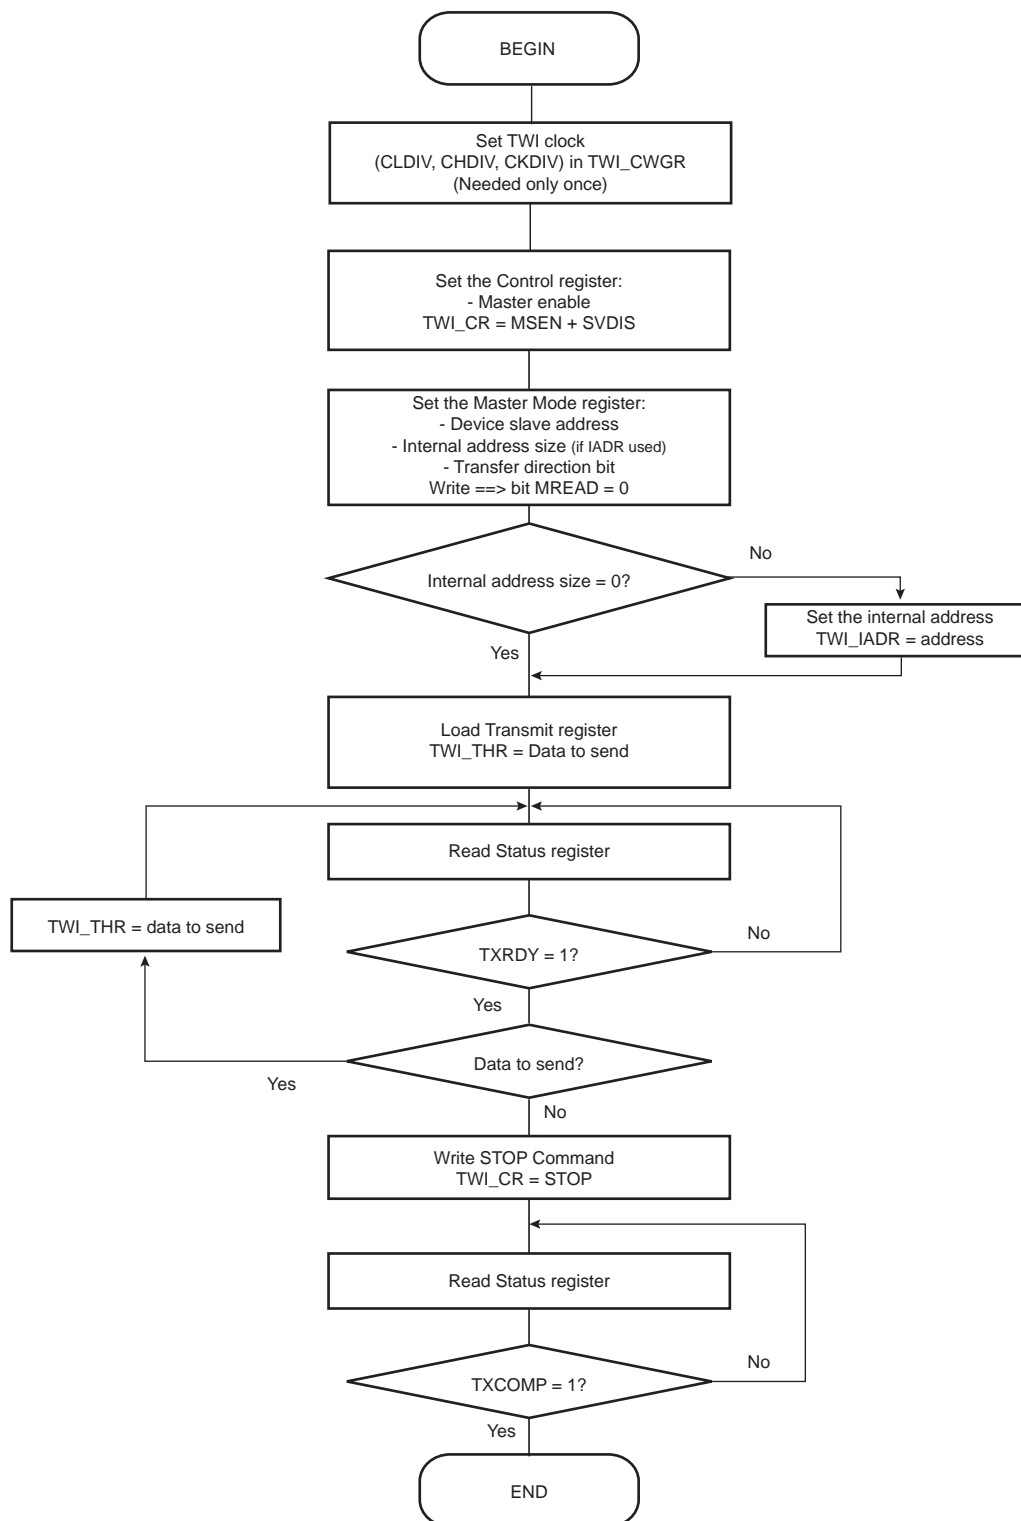 BEGIN
Set TWI clock
(CLDIV, CHDIV, CKDIV) in TWI_CWGR
(Needed only once)
Set the Control register:
- Master enable
TWI_CR = MSEN + SVDIS
Set the Master Mode register:
- Device slave address
- Internal address size (if IADR used)
- Transfer direction bit
Write ==> bit MREAD = 0
No
Internal address size = 0?
Set the internal address
TWI_IADR = address
Yes
Load Transmit register
TWI_THR = Data to send
Read Status register
TWI_THR = data to send
No
TXRDY = 1?
Yes
Data to send?
Yes
No
Write STOP Command
TWI_CR = STOP
Read Status register
No
TXCOMP = 1?
Yes
END